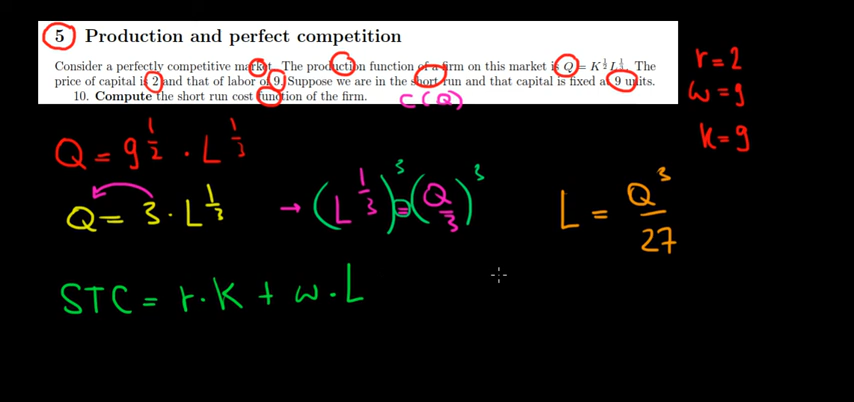 5 Production and perfect competition
Consider a perfectly competitive market. The production function of a firm on this market is Q = K^{1/2} L^{1/3}. The
price of capital is 2 and that of labor of 9. Suppose we are in the short run and that capital is fixed at 9 units.
10. Compute the short run cost function of the firm.
C(Q)
r = 2
w = 9
K = 9
Q = 9^{1/2} · L^{1/3}
Q = 3 · L^{1/3} → (L^{1/3})^3 = (Q/3)^3
L = Q^3/27
STC = r · K + w · L